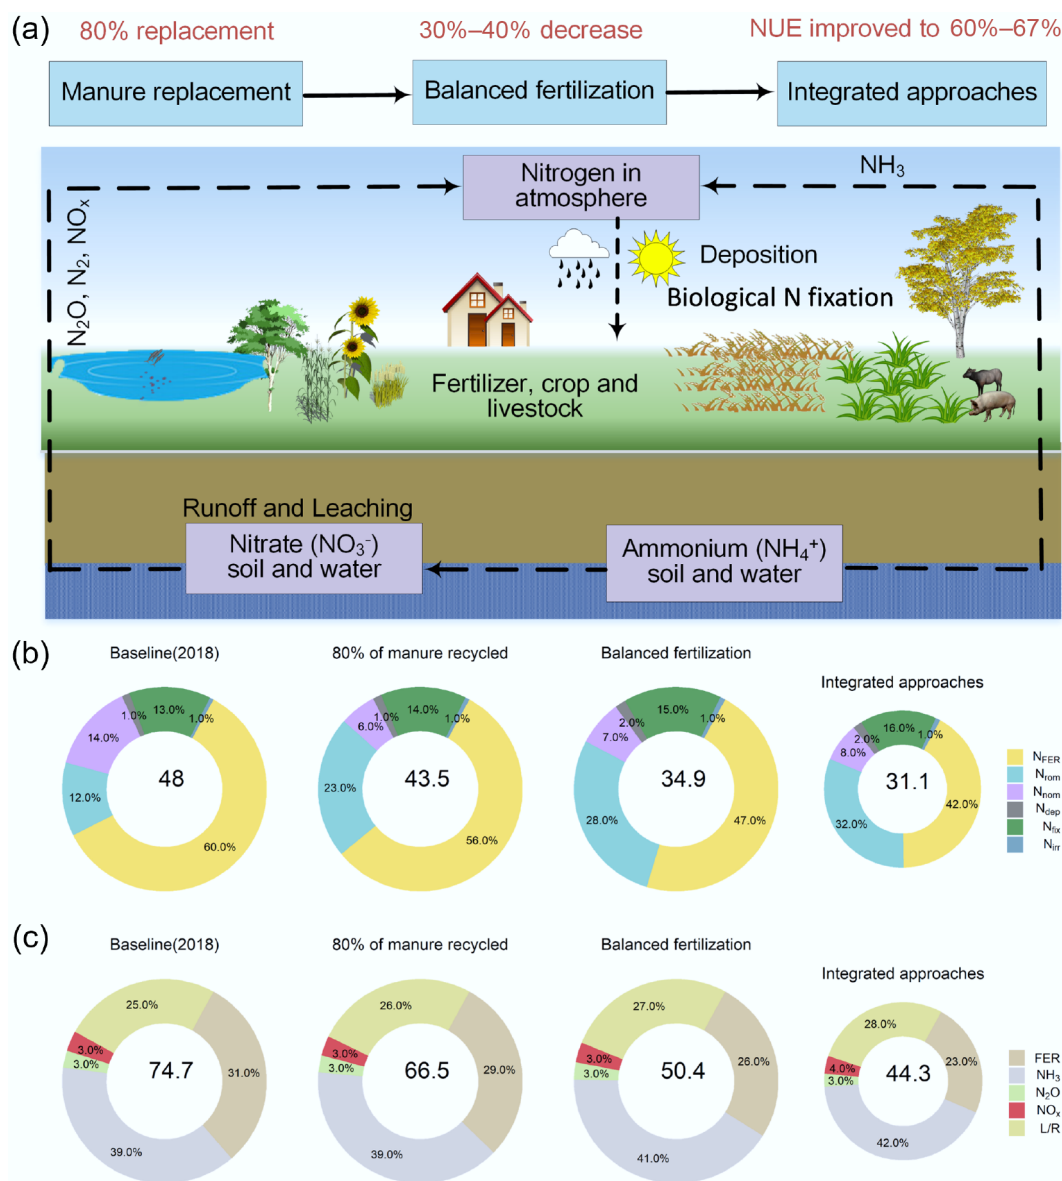 (a)
80% replacement
30%–40% decrease
NUE improved to 60%–67%
Manure replacement
Balanced fertilization
Integrated approaches
Nitrogen in
atmosphere
NH₃
N₂O, N₂, NOₓ
Deposition
Biological N fixation
Fertilizer, crop and
livestock
Runoff and Leaching
Nitrate (NO₃⁻)
soil and water
Ammonium (NH₄⁺)
soil and water
(b)
Baseline(2018)
1.0%
13.0%
1.0%
14.0%
12.0%
60.0%
48
80% of manure recycled
1.0%
14.0%
1.0%
6.0%
23.0%
56.0%
43.5
Balanced fertilization
2.0%
15.0%
1.0%
7.0%
28.0%
47.0%
34.9
Integrated approaches
2.0%
16.0%
1.0%
8.0%
32.0%
42.0%
31.1
N_FER
N_rom
N_nom
N_dep
N_fix
N_irr
(c)
Baseline(2018)
25.0%
3.0%
3.0%
31.0%
39.0%
74.7
80% of manure recycled
26.0%
3.0%
3.0%
29.0%
39.0%
66.5
Balanced fertilization
27.0%
3.0%
3.0%
26.0%
41.0%
50.4
Integrated approaches
28.0%
4.0%
3.0%
23.0%
42.0%
44.3
FER
NH₃
N₂O
NOₓ
L/R